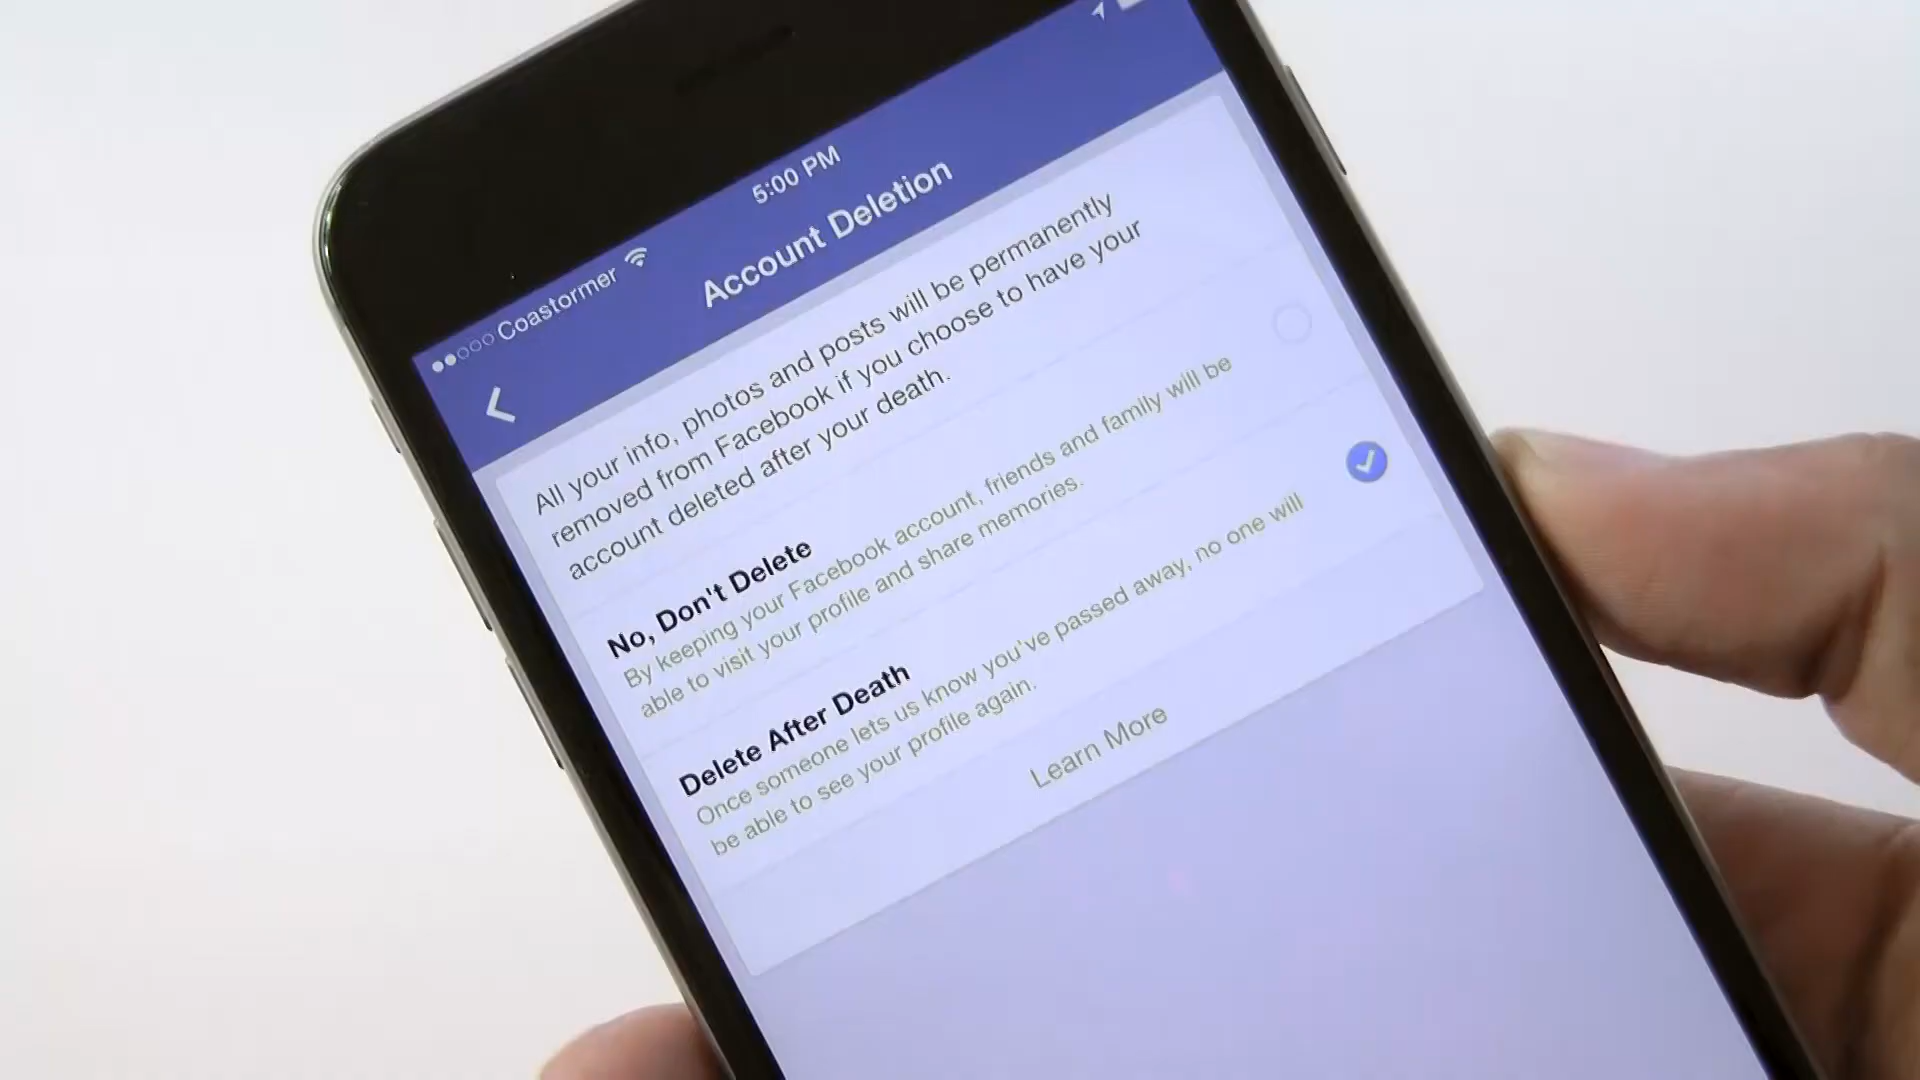 Coastormer
5:00 PM
Account Deletion
All your info, photos and posts will be permanently
removed from Facebook if you choose to have your
account deleted after your death.
No, Don't Delete
By keeping your Facebook account, friends and family will be
able to visit your profile and share memories.
Delete After Death
Once someone lets us know you've passed away, no one will
be able to see your profile again.
Learn More